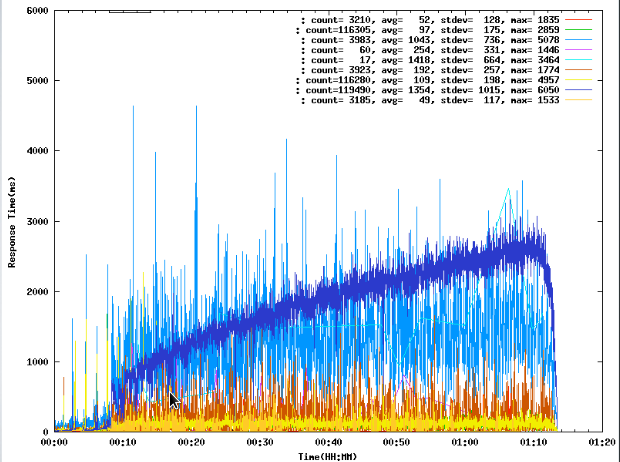 6000
: count= 3210, avg= 52, stdev= 128, max= 1835
: count=116305, avg= 97, stdev= 175, max= 2859
: count= 3983, avg= 1043, stdev= 736, max= 5078
: count= 60, avg= 254, stdev= 331, max= 1446
: count= 17, avg= 1418, stdev= 664, max= 3464
: count= 3923, avg= 192, stdev= 257, max= 1774
: count=116280, avg= 109, stdev= 198, max= 4957
: count=119490, avg= 1354, stdev= 1015, max= 6050
: count= 3185, avg= 49, stdev= 117, max= 1533
5000
4000
3000
2000
1000
0
Response Time(ms)
00:00 00:10 00:20 00:30 00:40 00:50 01:00 01:10 01:20
Time(HH:MM)